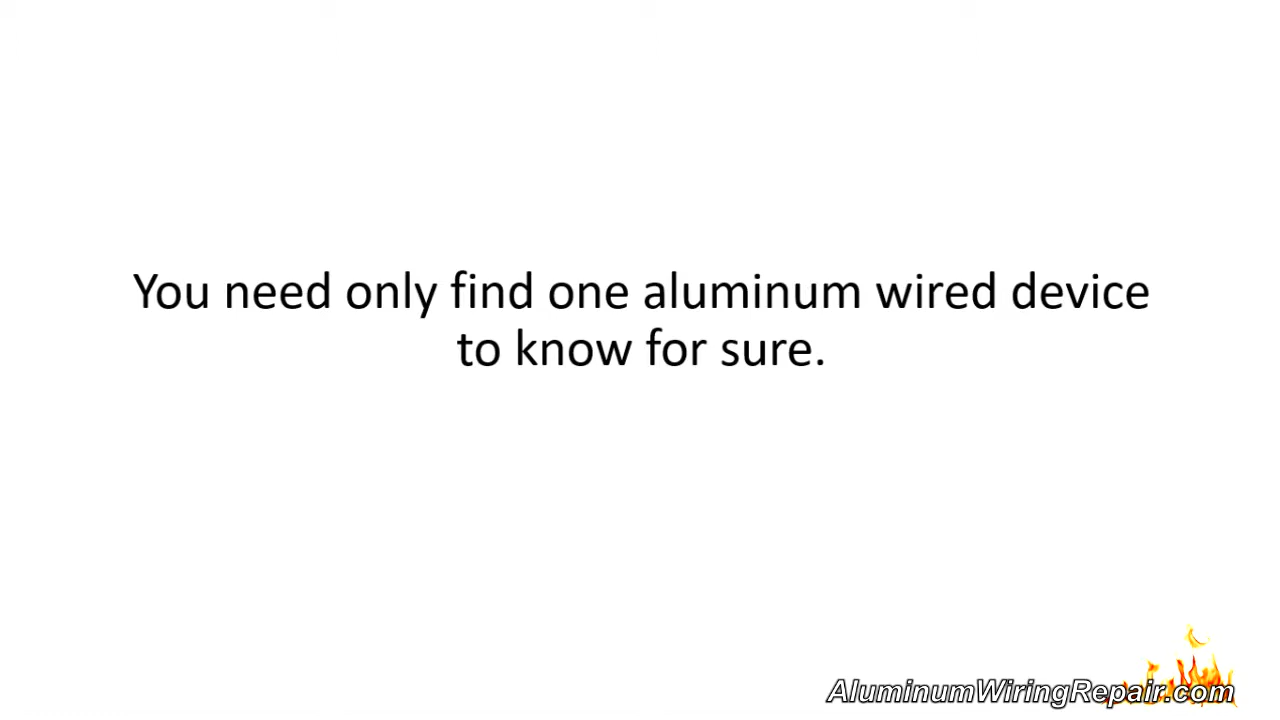 You need only find one aluminum wired device
to know for sure.
AluminumWiringRepair.com